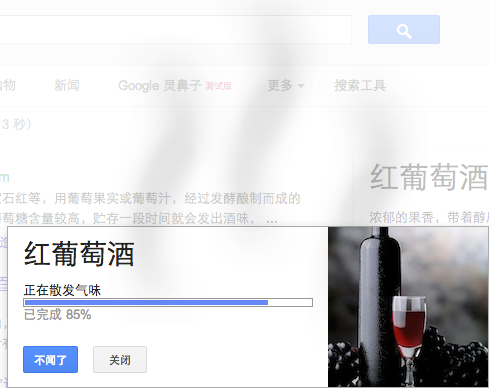 物
新闻
Google 灵鼻子 测试版
更多
搜索工具
3 秒）
m
红葡萄酒
石红等，用葡萄果实或葡萄汁，经过发酵酿制而成的
萄糖含量较高，贮存一段时间就会发出酒味， ...
浓郁的果香，带着醇
红葡萄酒
正在散发气味
已完成 85%
不闻了
关闭